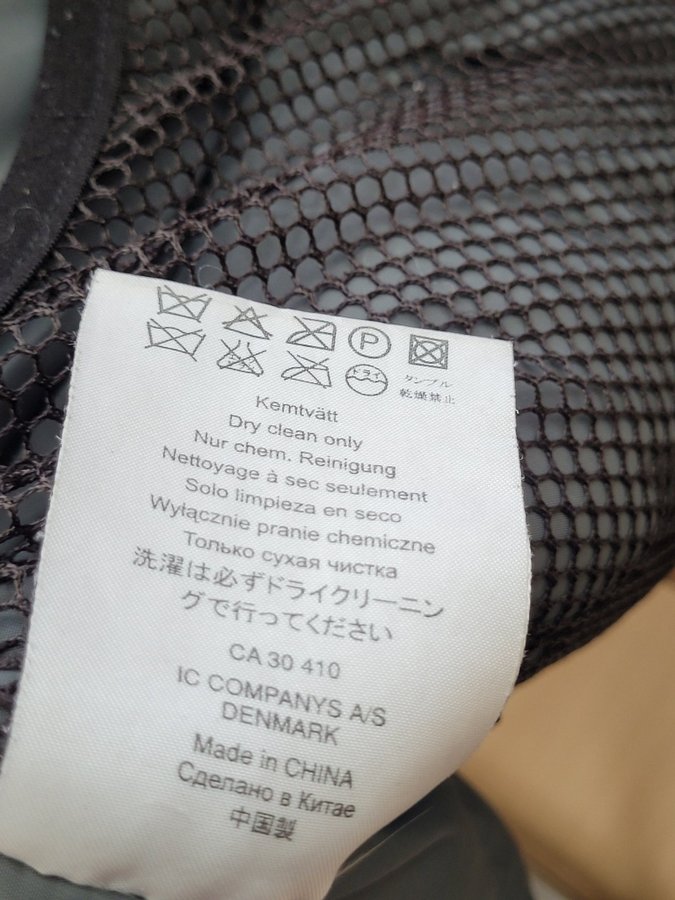 P
ドライ
タンブル
乾燥禁止
Kemtvätt
Dry clean only
Nur chem. Reinigung
Nettoyage à sec seulement
Solo limpieza en seco
Wyłącznie pranie chemiczne
Только сухая чистка
洗濯は必ずドライクリーニン
グで行ってください
CA 30 410
IC COMPANYS A/S
DENMARK
Made in CHINA
Сделано в Китае
中国製